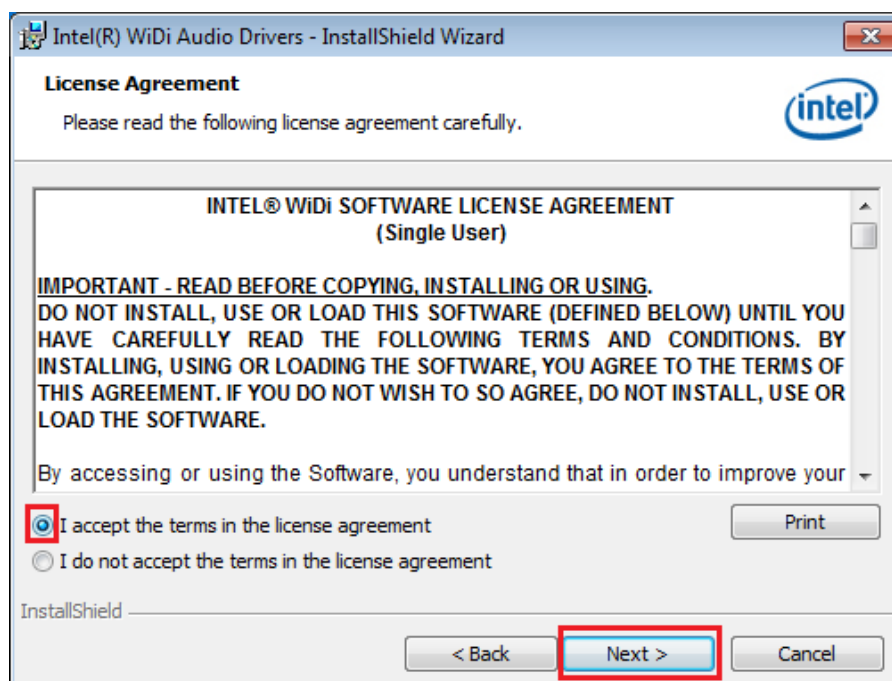 Intel(R) WiDi Audio Drivers - InstallShield Wizard
License Agreement
Please read the following license agreement carefully.
intel
INTEL® WiDi SOFTWARE LICENSE AGREEMENT
(Single User)
IMPORTANT - READ BEFORE COPYING, INSTALLING OR USING.
DO NOT INSTALL, USE OR LOAD THIS SOFTWARE (DEFINED BELOW) UNTIL YOU
HAVE CAREFULLY READ THE FOLLOWING TERMS AND CONDITIONS. BY
INSTALLING, USING OR LOADING THE SOFTWARE, YOU AGREE TO THE TERMS OF
THIS AGREEMENT. IF YOU DO NOT WISH TO SO AGREE, DO NOT INSTALL, USE OR
LOAD THE SOFTWARE.
By accessing or using the Software, you understand that in order to improve your
I accept the terms in the license agreement
Print
I do not accept the terms in the license agreement
InstallShield
< Back
Next >
Cancel